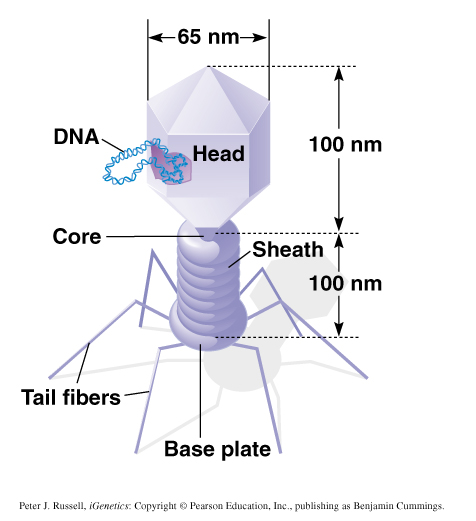 65 nm
DNA
Head
100 nm
Core
Sheath
100 nm
Tail fibers
Base plate
Peter J. Russell, iGenetics: Copyright © Pearson Education, Inc., publishing as Benjamin Cummings.